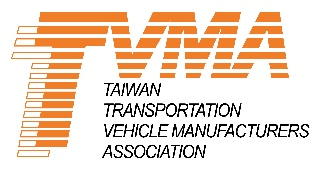 TVMA
TAIWAN
TRANSPORTATION
VEHICLE MANUFACTURERS
ASSOCIATION